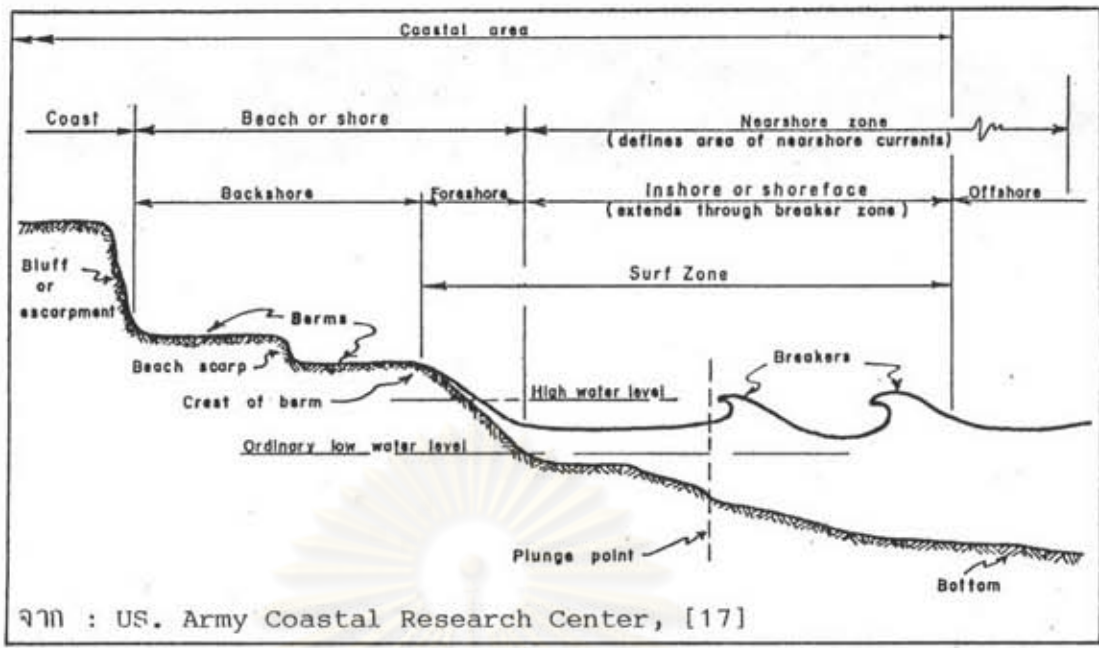 Coastal area
Coast
Beach or shore
Nearshore zone
(defines area of nearshore currents)
Backshore
Foreshore
Inshore or shoreface
(extends through breaker zone)
Offshore
Surf Zone
Bluff
or
escarpment
Berms
Beach scarp
Crest of berm
Breakers
High water level
Ordinary low water level
Plunge point
Bottom
จาก : US. Army Coastal Research Center, [17]